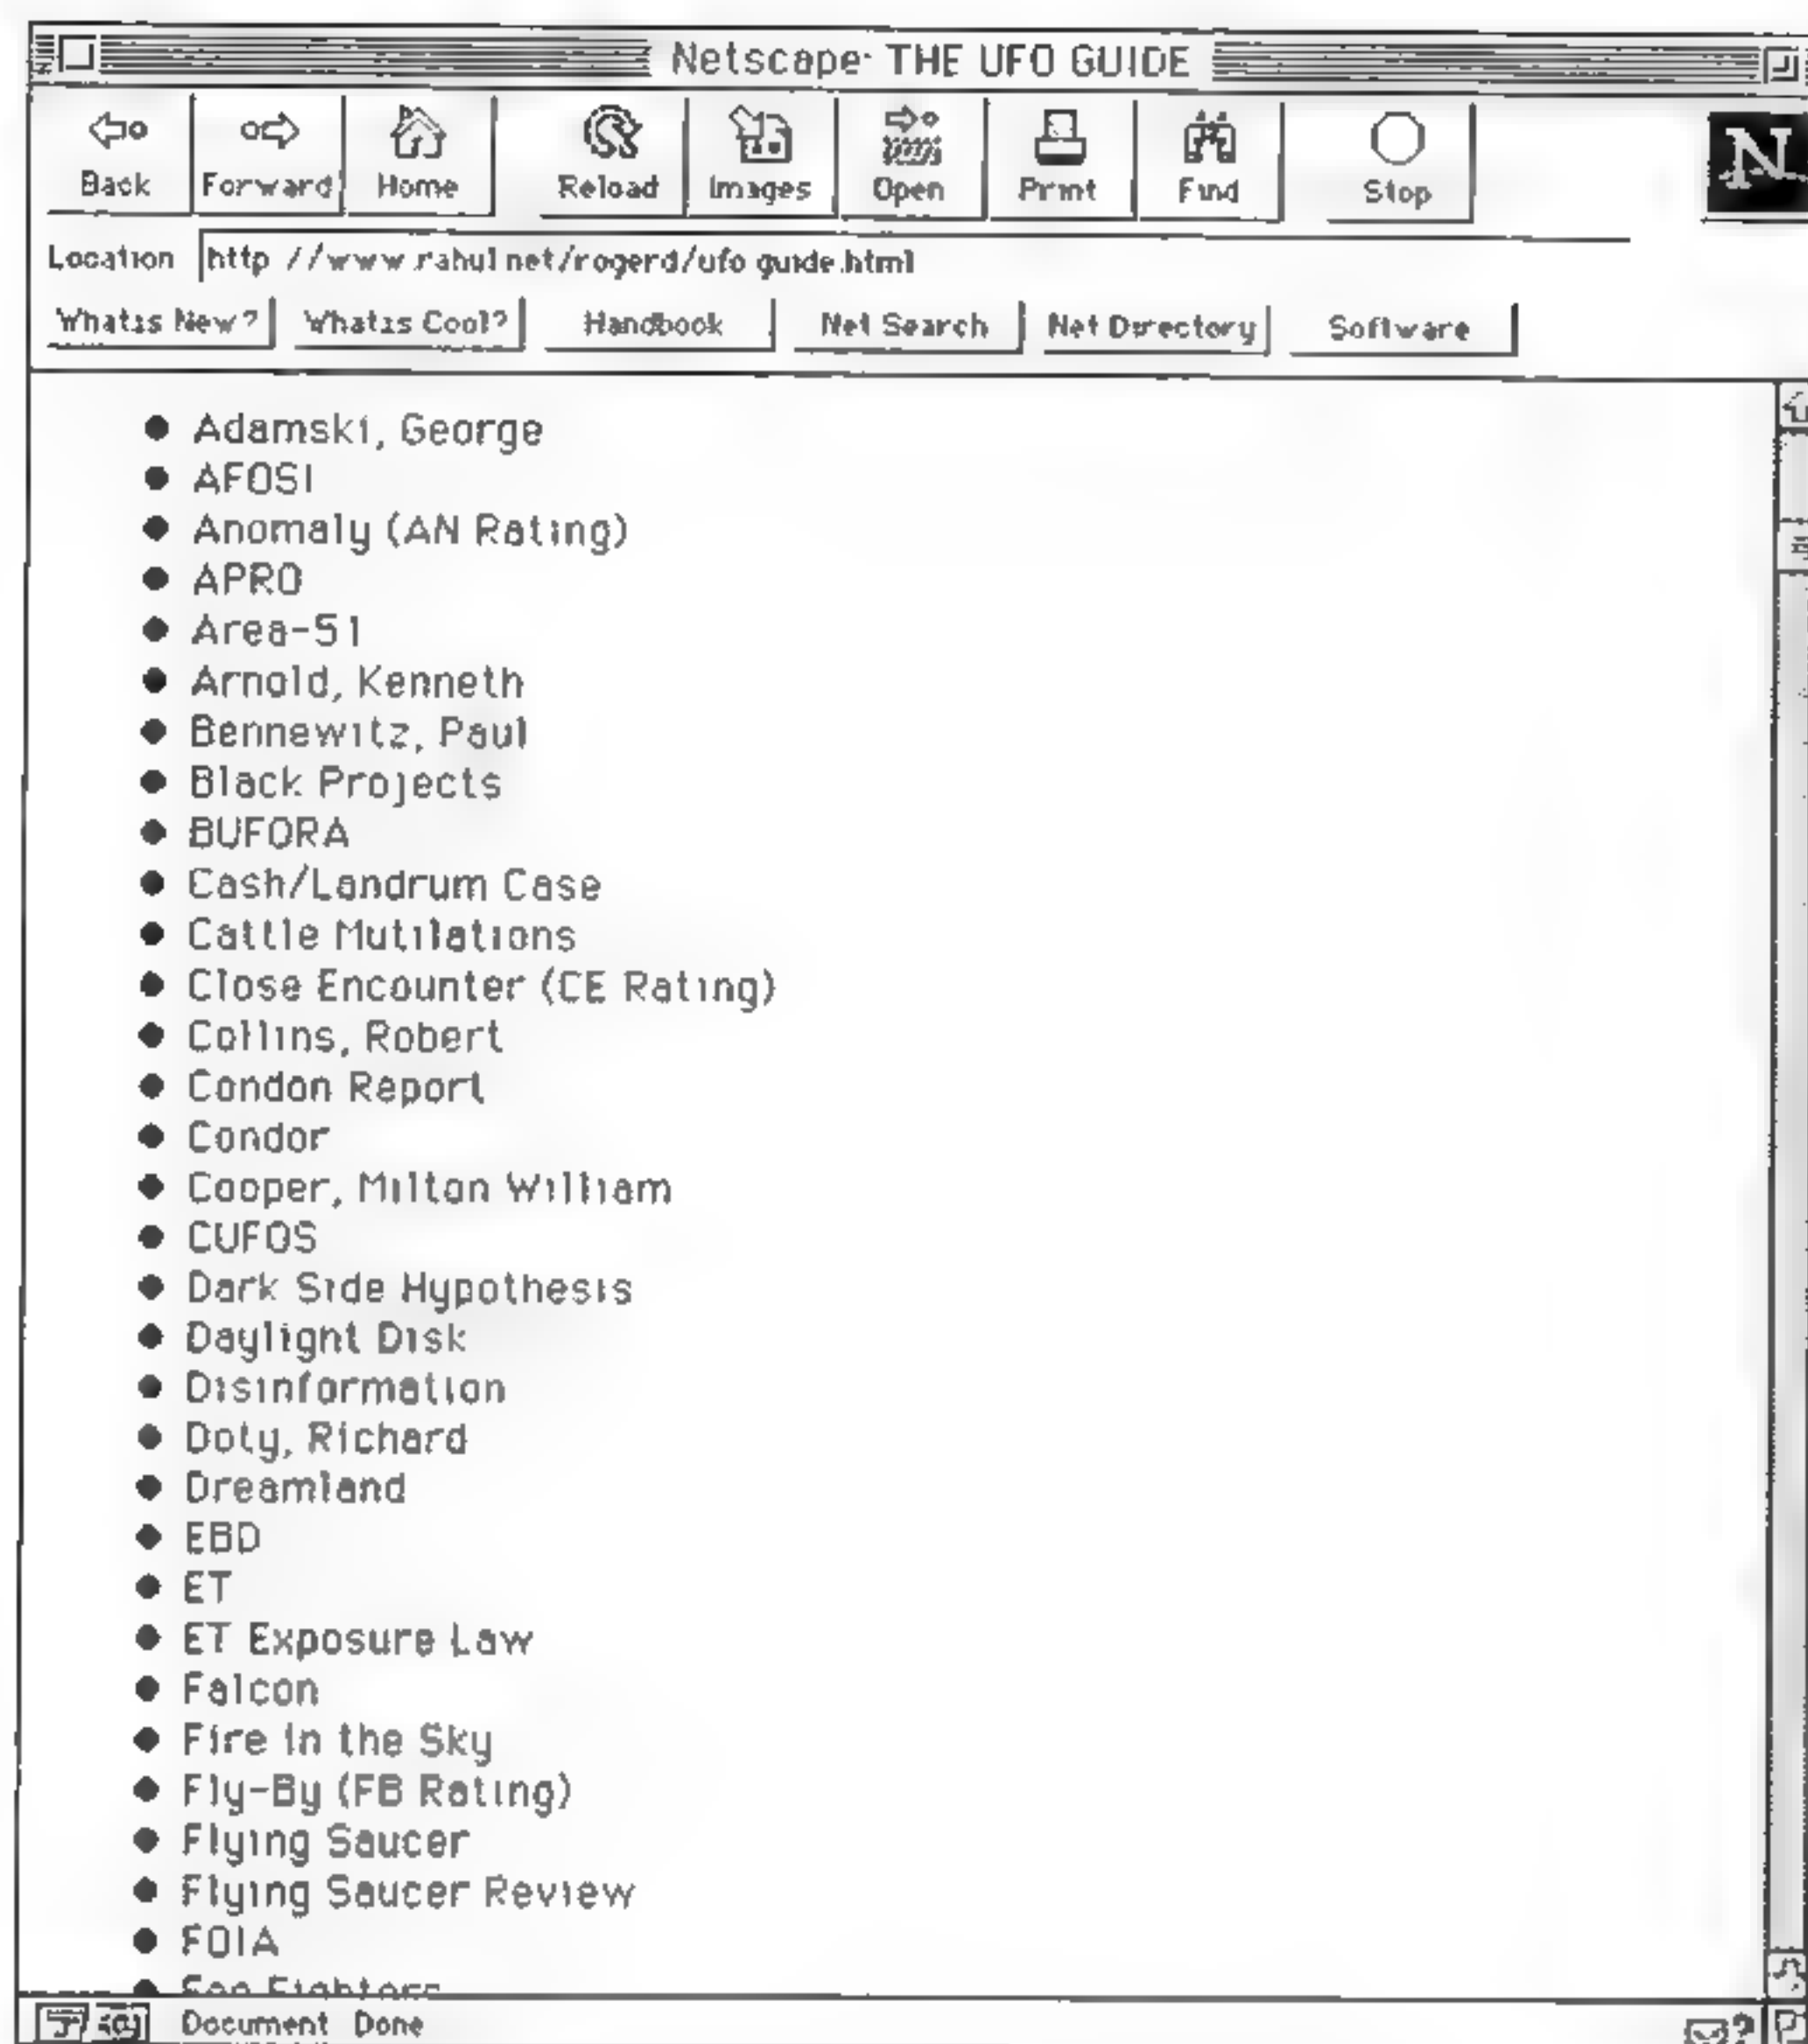 Netscape: THE UFO GUIDE
Back Forward Home Reload Images Open Print Find Stop
N
Location http://www.rahul.net/rogerd/ufo guide.html
What's New? What's Cool? Handbook Net Search Net Directory Software
Adamski, George
AFOSI
Anomaly (AN Rating)
APRO
Area-51
Arnold, Kenneth
Bennewitz, Paul
Black Projects
BUFORA
Cash/Landrum Case
Cattle Mutilations
Close Encounter (CE Rating)
Collins, Robert
Condon Report
Condor
Cooper, Milton William
CUFOS
Dark Side Hypothesis
Daylight Disk
Disinformation
Doty, Richard
Dreamland
EBD
ET
ET Exposure Law
Falcon
Fire in the Sky
Fly-By (FB Rating)
Flying Saucer
Flying Saucer Review
FOIA
Foo Fighters
Document Done
?